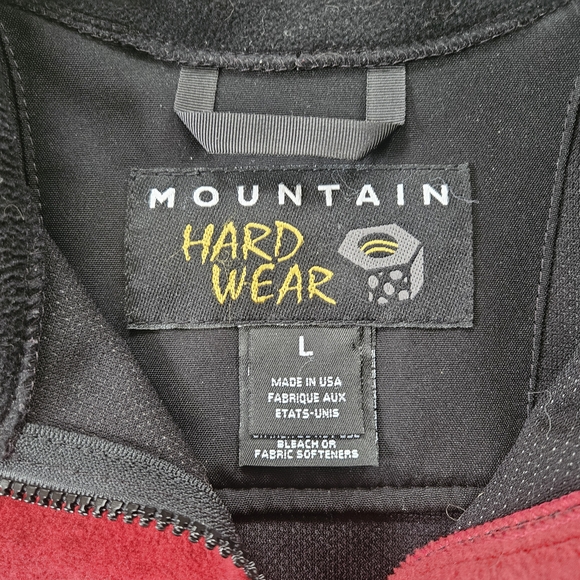 MOUNTAIN
HARD
WEAR
L
MADE IN USA
FABRIQUE AUX
ETATS-UNIS
BLEACH OR
FABRIC SOFTENERS